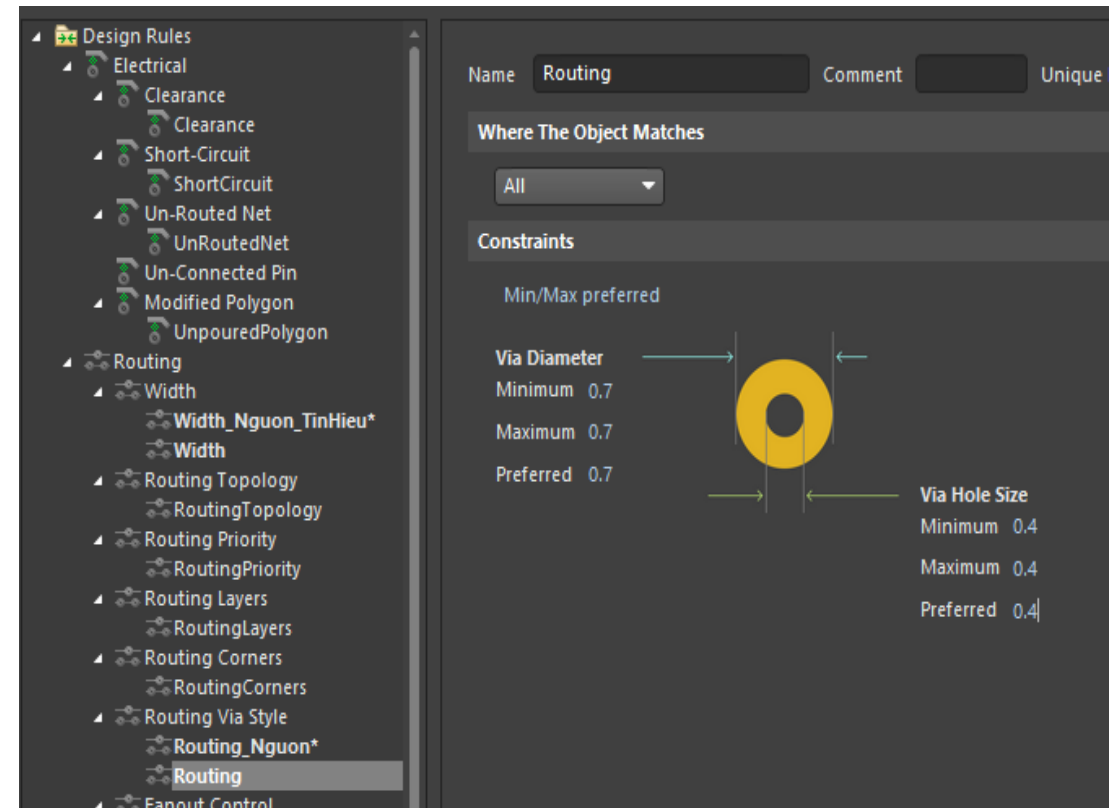 Design Rules
Electrical
Clearance
Clearance
Short-Circuit
ShortCircuit
Un-Routed Net
UnRoutedNet
Un-Connected Pin
Modified Polygon
UnpouredPolygon
Routing
Width
Width_Nguon_TinHieu*
Width
Routing Topology
RoutingTopology
Routing Priority
RoutingPriority
Routing Layers
RoutingLayers
Routing Corners
RoutingCorners
Routing Via Style
Routing_Nguon*
Routing
Fanout Control
Name Routing Comment Unique
Where The Object Matches
All
Constraints
Min/Max preferred
Via Diameter
Minimum 0.7
Maximum 0.7
Preferred 0.7
Via Hole Size
Minimum 0.4
Maximum 0.4
Preferred 0.4